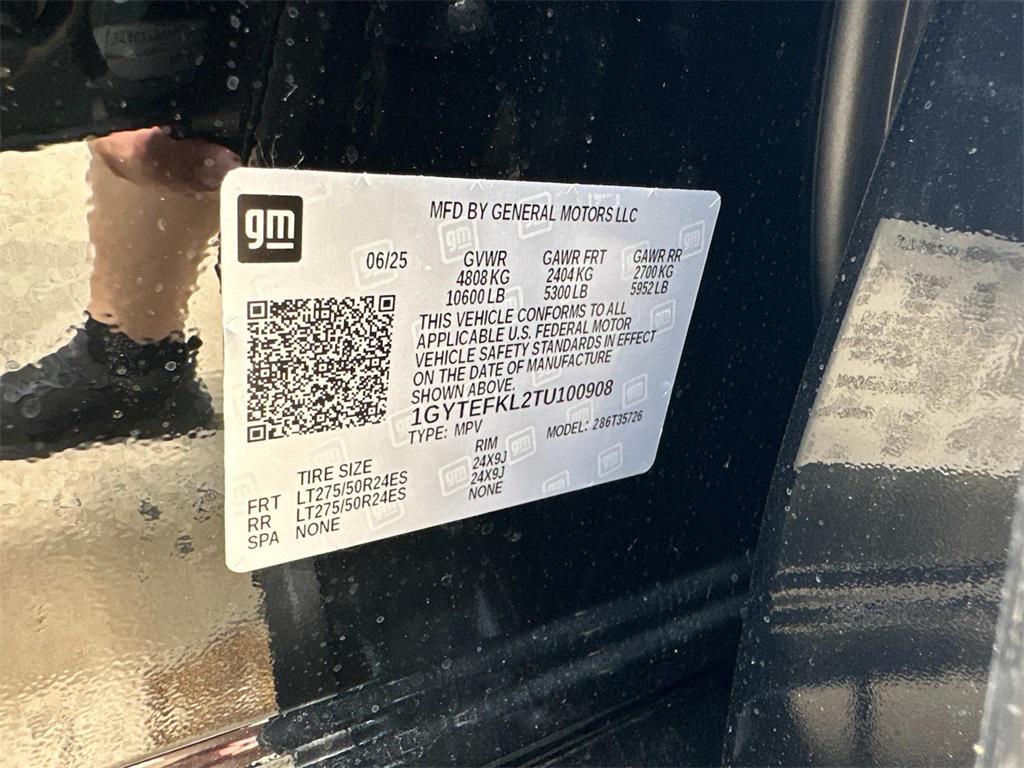 gm
MFD BY GENERAL MOTORS LLC
06/25 GVWR GAWR FRT GAWR RR
4808 KG 2404 KG 2700 KG
10600 LB 5300 LB 5952 LB
THIS VEHICLE CONFORMS TO ALL
APPLICABLE U.S. FEDERAL MOTOR
VEHICLE SAFETY STANDARDS IN EFFECT
ON THE DATE OF MANUFACTURE
SHOWN ABOVE.
1GYTEFKL2TU100908
TYPE: MPV MODEL: 286T35726
TIRE SIZE RIM
FRT LT275/50R24ES 24X9J
RR LT275/50R24ES 24X9J
SPA NONE NONE